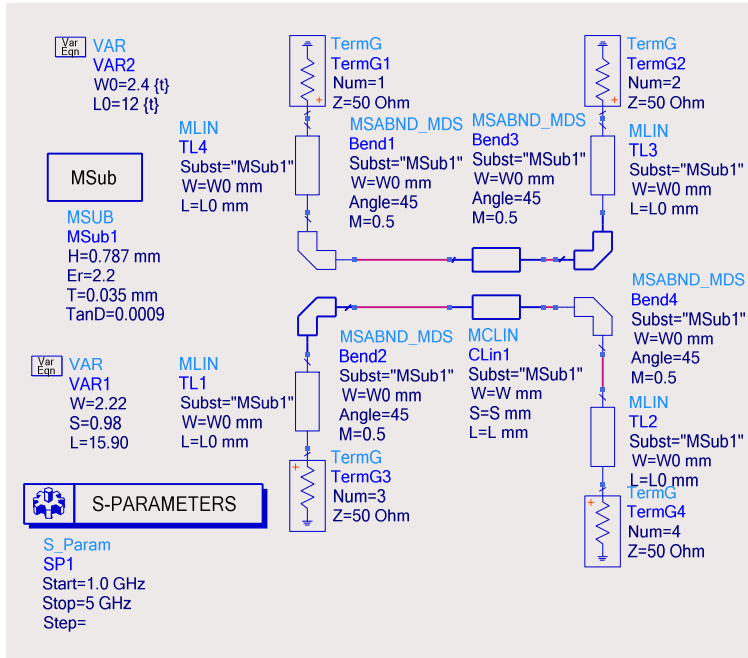 Var
Eqn
VAR
VAR2
W0=2.4 {t}
L0=12 {t}
MSub
MSUB
MSub1
H=0.787 mm
Er=2.2
T=0.035 mm
TanD=0.0009
Var
Eqn
VAR
VAR1
W=2.22
S=0.98
L=15.90
S-PARAMETERS
S_Param
SP1
Start=1.0 GHz
Stop=5 GHz
Step=
TermG
TermG1
Num=1
Z=50 Ohm
+
MLIN
TL4
Subst="MSub1"
W=W0 mm
L=L0 mm
MSABND_MDS
Bend1
Subst="MSub1"
W=W0 mm
Angle=45
M=0.5
MSABND_MDS
Bend3
Subst="MSub1"
W=W0 mm
Angle=45
M=0.5
TermG
TermG2
Num=2
Z=50 Ohm
+
MLIN
TL3
Subst="MSub1"
W=W0 mm
L=L0 mm
MLIN
TL1
Subst="MSub1"
W=W0 mm
L=L0 mm
MSABND_MDS
Bend2
Subst="MSub1"
W=W0 mm
Angle=45
M=0.5
MCLIN
CLin1
Subst="MSub1"
W=W mm
S=S mm
L=L mm
MSABND_MDS
Bend4
Subst="MSub1"
W=W0 mm
Angle=45
M=0.5
MLIN
TL2
Subst="MSub1"
W=W0 mm
L=L0 mm
+
TermG
TermG3
Num=3
Z=50 Ohm
+
TermG
TermG4
Num=4
Z=50 Ohm